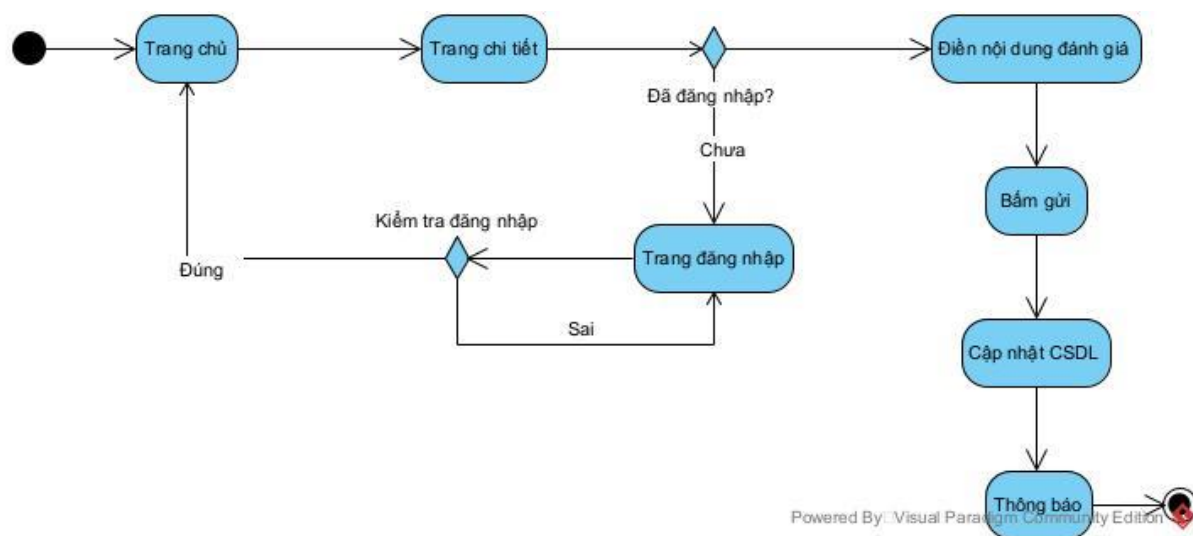 Trang chủ
Trang chi tiết
Điền nội dung đánh giá
Đã đăng nhập?
Chưa
Bấm gửi
Kiểm tra đăng nhập
Trang đăng nhập
Đúng
Sai
Cập nhật CSDL
Thông báo
Powered By Visual Paradigm Community Edition